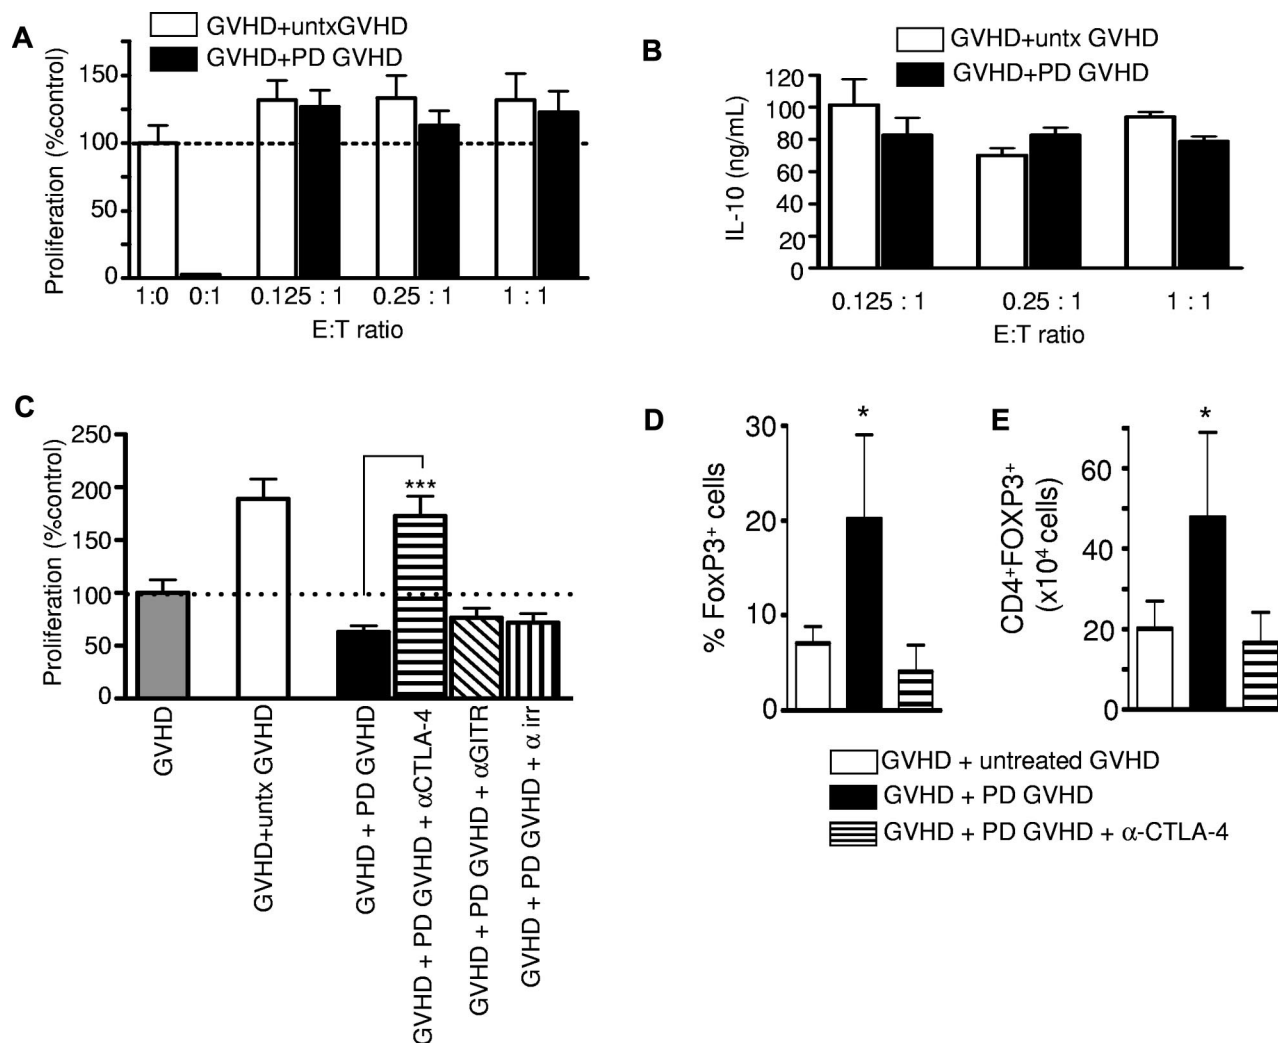 A
GVHD+untxGVHD
GVHD+PD GVHD
Proliferation (%control)
150
100
50
0
1:0 0:1 0.125 : 1 0.25 : 1 1 : 1
E:T ratio
B
GVHD+untx GVHD
GVHD+PD GVHD
IL-10 (ng/mL)
120
100
80
60
40
20
0
0.125 : 1 0.25 : 1 1 : 1
E:T ratio
C
Proliferation (%control)
250
200
150
100
50
0
***
GVHD
GVHD+untx GVHD
GVHD + PD GVHD
GVHD + PD GVHD + αCTLA-4
GVHD + PD GVHD + αGITR
GVHD + PD GVHD + α irr
D
% FoxP3+ cells
30
20
10
0
*
E
CD4+FOXP3+
(x10⁴ cells)
60
40
20
0
*
GVHD + untreated GVHD
GVHD + PD GVHD
GVHD + PD GVHD + α-CTLA-4